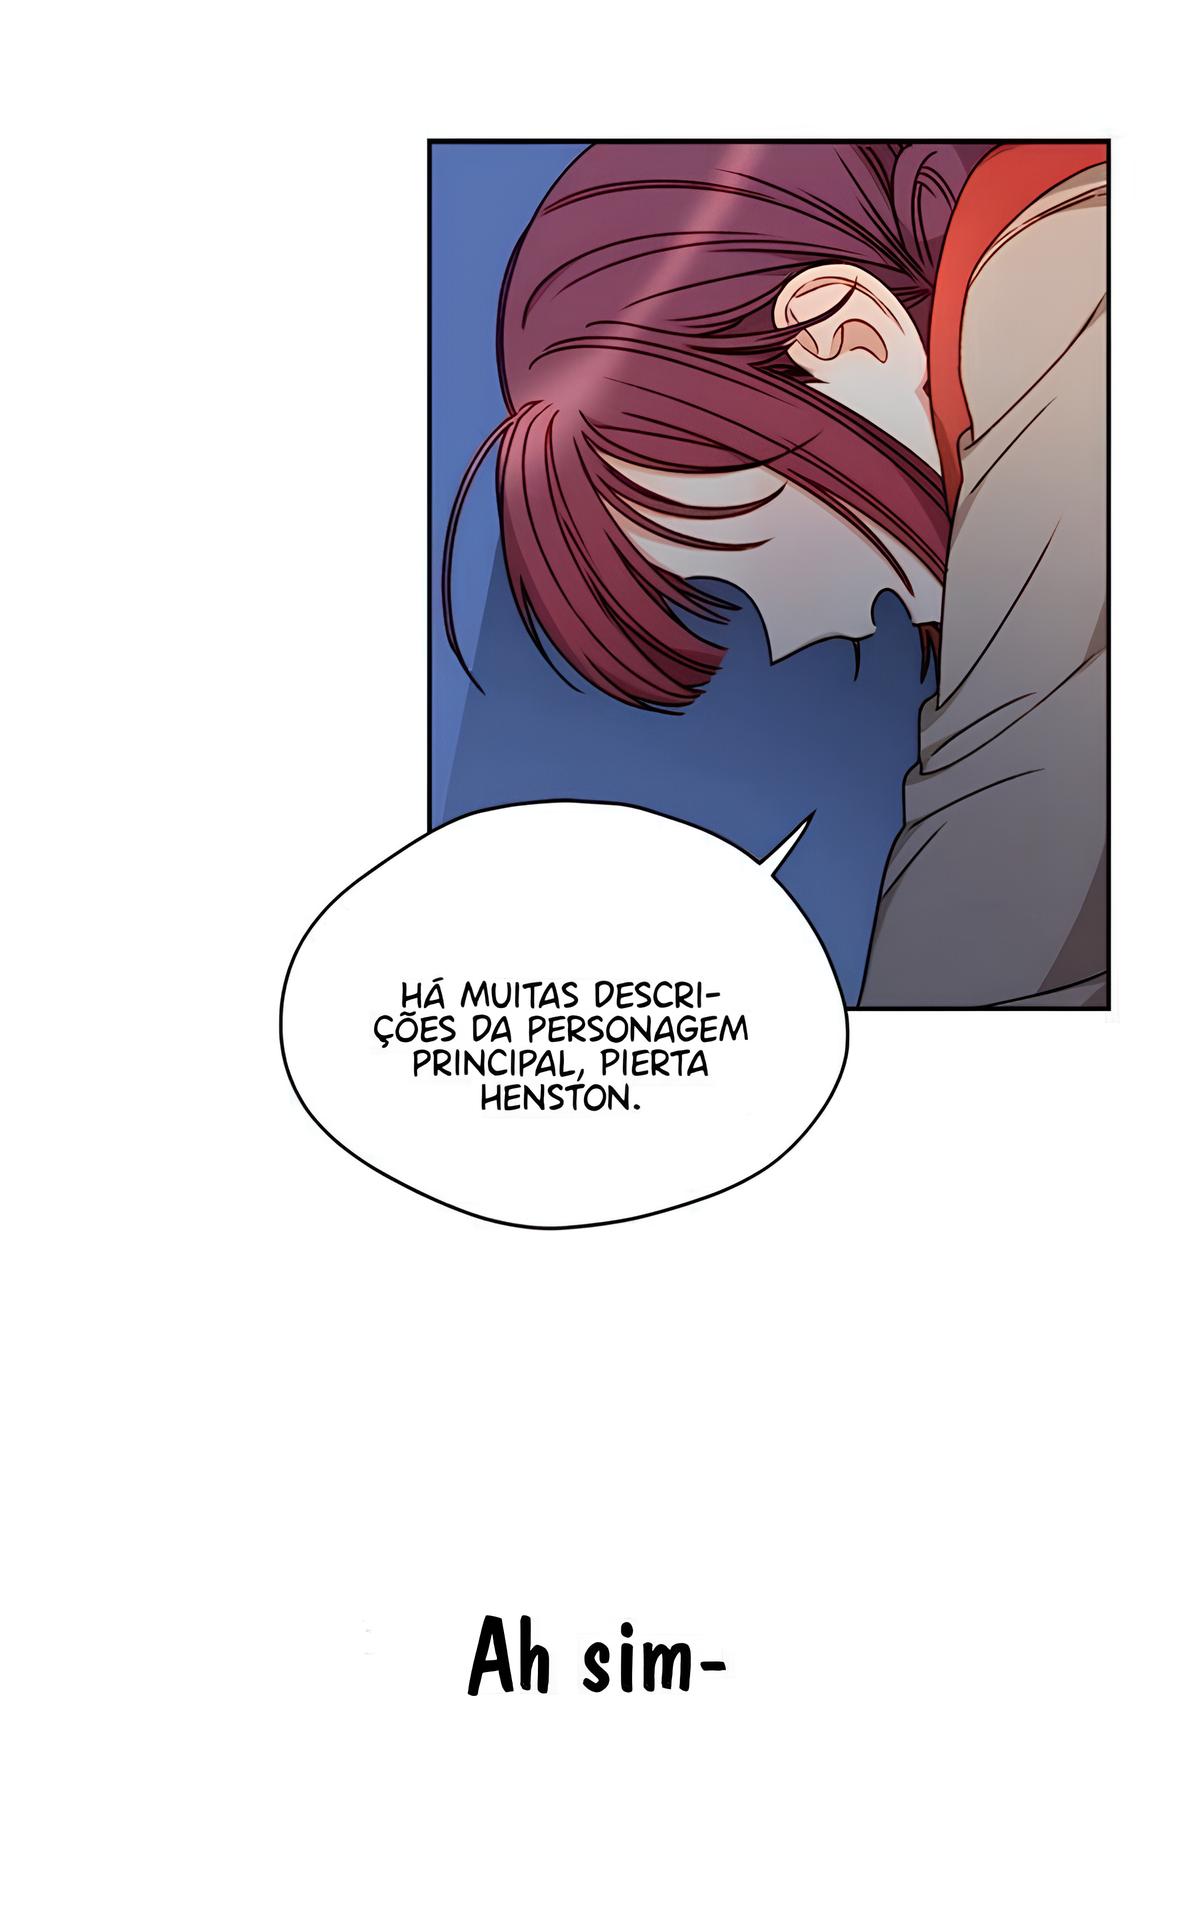 HÁ MUITAS DESCRI-
ÇÕES DA PERSONAGEM
PRINCIPAL, PIERTA
HENSTON.
Ah sim-